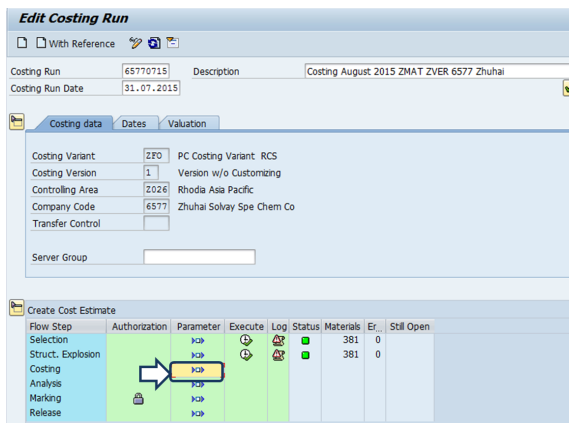 Edit Costing Run
With Reference
Costing Run 65770715 Description Costing August 2015 ZMAT ZVER 6577 Zhuhai
Costing Run Date 31.07.2015
Costing data Dates Valuation
Costing Variant ZFO PC Costing Variant RCS
Costing Version 1 Version w/o Customizing
Controlling Area Z026 Rhodia Asia Pacific
Company Code 6577 Zhuhai Solvay Spe Chem Co
Transfer Control
Server Group
Create Cost Estimate
Flow Step Authorization Parameter Execute Log Status Materials Er... Still Open
Selection 381 0
Struct. Explosion 381 0
Costing
Analysis
Marking
Release